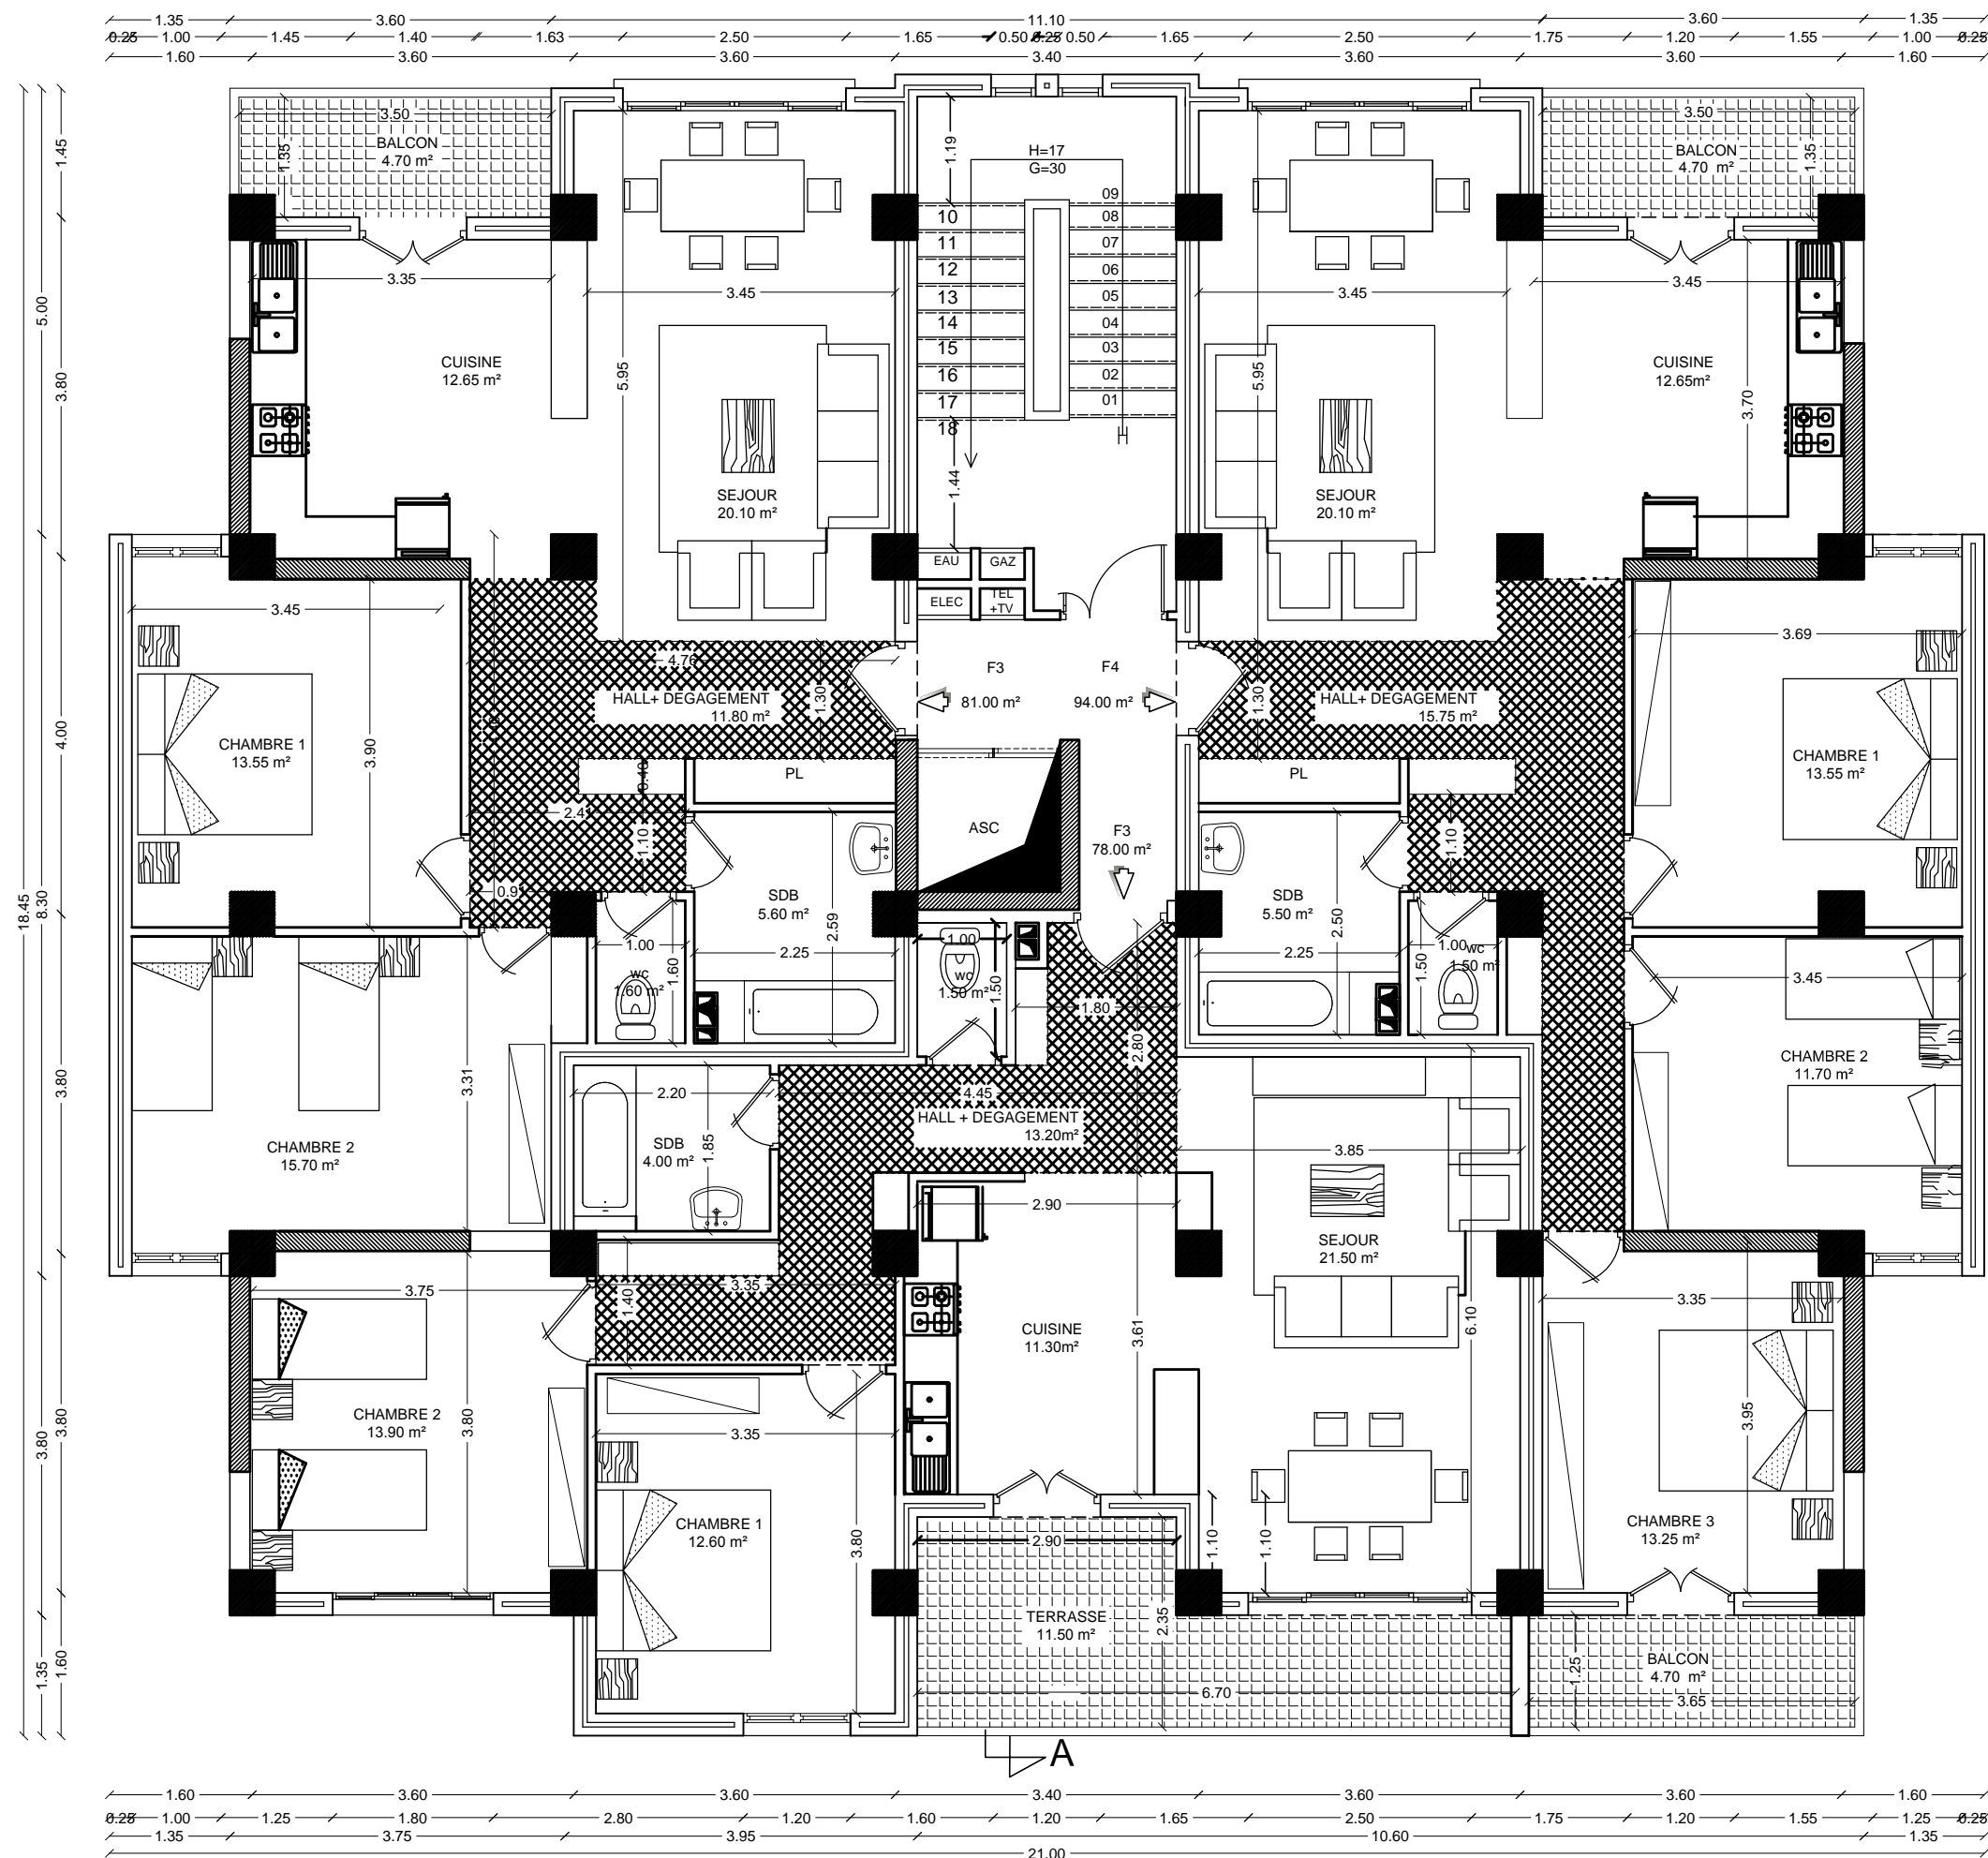 1.35 3.60 11.10 3.60 1.35
0.25 1.00 1.45 1.40 1.63 2.50 1.65 0.50 0.25 0.50 1.65 2.50 1.75 1.20 1.55 1.00 0.25
1.60 3.60 3.60 3.40 3.60 3.60 1.60
18.45
8.30
1.35
5.00
3.80
1.45
3.80
4.00
3.80
3.80
1.60
3.50
BALCON
4.70 m²
1.35
3.35
CUISINE
12.65 m²
3.45
5.95
SEJOUR
20.10 m²
1.19
H=17
G=30
10
11
12
13
14
15
16
17
18
09
08
07
06
05
04
03
02
01
1.44
EAU
GAZ
ELEC
TEL
+TV
3.50
BALCON
4.70 m²
1.35
3.45
CUISINE
12.65m²
3.70
3.45
5.95
SEJOUR
20.10 m²
3.45
CHAMBRE 1
13.55 m²
3.90
4.76
HALL+ DEGAGEMENT
11.80 m²
1.30
0.40
2.41
1.10
0.9
PL
F3
81.00 m²
F4
94.00 m²
ASC
F3
78.00 m²
1.30
HALL+ DEGAGEMENT
15.75 m²
PL
1.10
3.69
CHAMBRE 1
13.55 m²
SDB
5.60 m²
2.59
2.25
1.00
wc
1.60 m²
1.60
1.00
wc
1.50 m²
1.50
1.80
2.80
SDB
5.50 m²
2.50
2.25
1.00
wc
1.50 m²
1.50
3.45
CHAMBRE 2
11.70 m²
CHAMBRE 2
15.70 m²
3.31
2.20
SDB
4.00 m²
1.85
4.45
HALL + DEGAGEMENT
13.20m²
3.35
1.40
2.90
CUISINE
11.30m²
3.61
3.85
SEJOUR
21.50 m²
6.10
3.75
CHAMBRE 2
13.90 m²
3.80
3.35
CHAMBRE 1
12.60 m²
3.80
3.35
CHAMBRE 3
13.25 m²
3.95
2.90
1.10
1.10
TERRASSE
11.50 m²
2.35
6.70
1.25
BALCON
4.70 m²
3.65
A
1.60 3.60 3.60 3.40 3.60 3.60 1.60
0.25 1.00 1.25 1.80 2.80 1.20 1.60 1.20 1.65 2.50 1.75 1.20 1.55 1.25 0.25
1.35 3.75 3.95 10.60 1.35
21.00